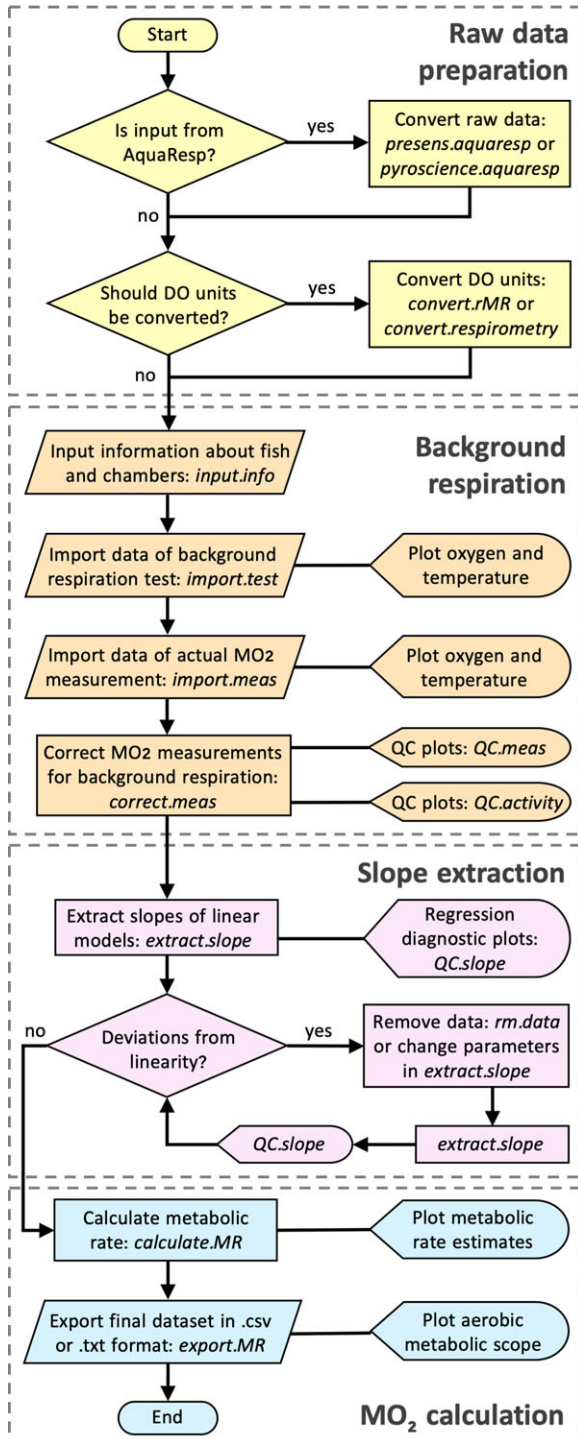 Raw data
preparation
Start
Is input from
AquaResp?
yes
Convert raw data:
presens.aquaresp or
pyroscience.aquaresp
no
Should DO units
be converted?
yes
Convert DO units:
convert.rMR or
convert.respirometry
no
Background
respiration
Input information about fish
and chambers: input.info
Import data of background
respiration test: import.test
Plot oxygen and
temperature
Import data of actual MO2
measurement: import.meas
Plot oxygen and
temperature
Correct MO2 measurements
for background respiration:
correct.meas
QC plots: QC.meas
QC plots: QC.activity
Slope extraction
Extract slopes of linear
models: extract.slope
Regression
diagnostic plots:
QC.slope
no
Deviations from
linearity?
yes
Remove data: rm.data
or change parameters
in extract.slope
QC.slope
extract.slope
Calculate metabolic
rate: calculate.MR
Plot metabolic
rate estimates
Export final dataset in .csv
or .txt format: export.MR
Plot aerobic
metabolic scope
End
MO₂ calculation